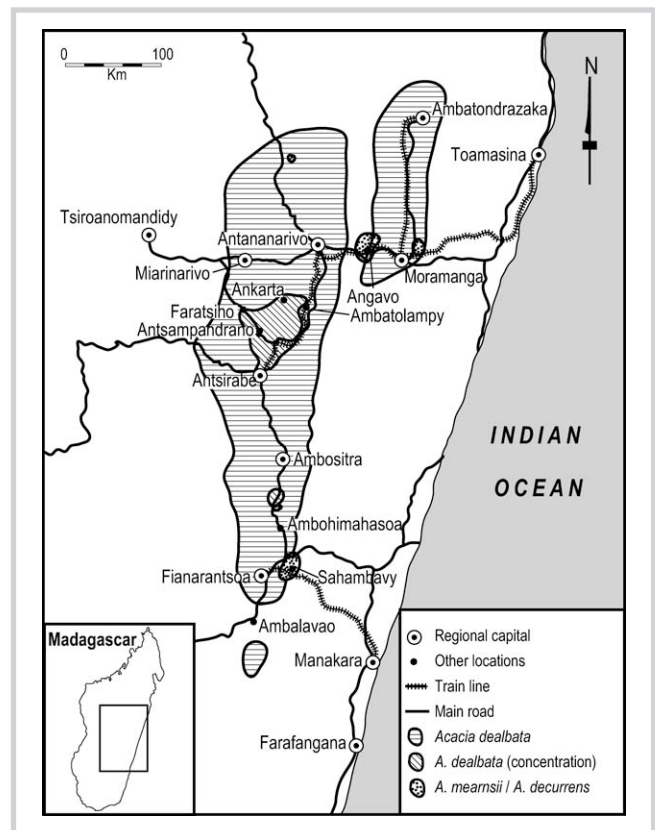 0 100
Km
N
Ambatondrazaka
Toamasina
Tsiroanomandidy
Antananarivo
Miarinarivo
Moramanga
Ankarta
Angavo
Faratsiho
Ambatolampy
Antsampandrano
Antsirabe
INDIAN
OCEAN
Ambositra
Ambohimahasoa
Fianarantsoa
Sahambavy
Ambalavao
Manakara
Farafangana
Madagascar
Regional capital
Other locations
Train line
Main road
Acacia dealbata
A. dealbata (concentration)
A. mearnsii / A. decurrens